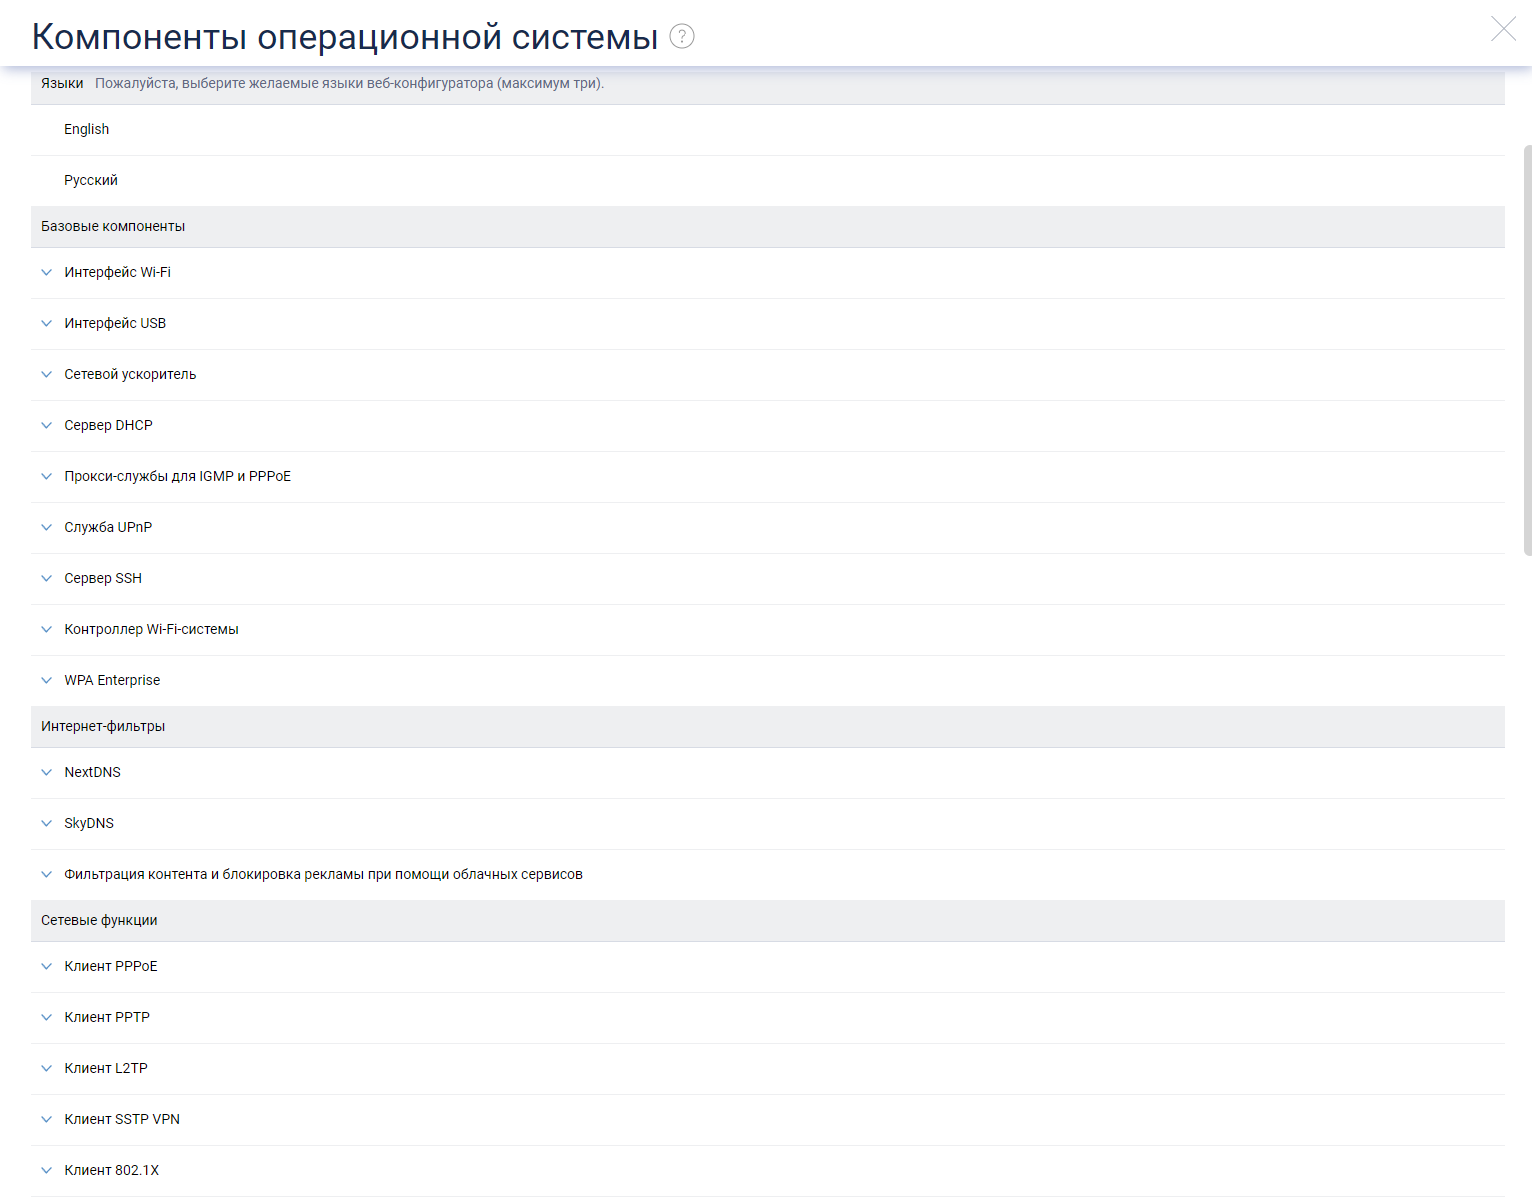 Компоненты операционной системы ?
Языки Пожалуйста, выберите желаемые языки веб-конфигуратора (максимум три).
English
Русский
Базовые компоненты
Интерфейс Wi-Fi
Интерфейс USB
Сетевой ускоритель
Сервер DHCP
Прокси-службы для IGMP и PPPoE
Служба UPnP
Сервер SSH
Контроллер Wi-Fi-системы
WPA Enterprise
Интернет-фильтры
NextDNS
SkyDNS
Фильтрация контента и блокировка рекламы при помощи облачных сервисов
Сетевые функции
Клиент PPPoE
Клиент PPTP
Клиент L2TP
Клиент SSTP VPN
Клиент 802.1X